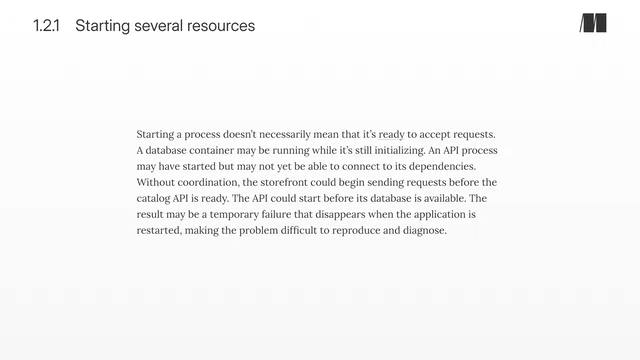 1.2.1 Starting several resources
Starting a process doesn't necessarily mean that it's ready to accept requests.
A database container may be running while it's still initializing. An API process
may have started but may not yet be able to connect to its dependencies.
Without coordination, the storefront could begin sending requests before the
catalog API is ready. The API could start before its database is available. The
result may be a temporary failure that disappears when the application is
restarted, making the problem difficult to reproduce and diagnose.